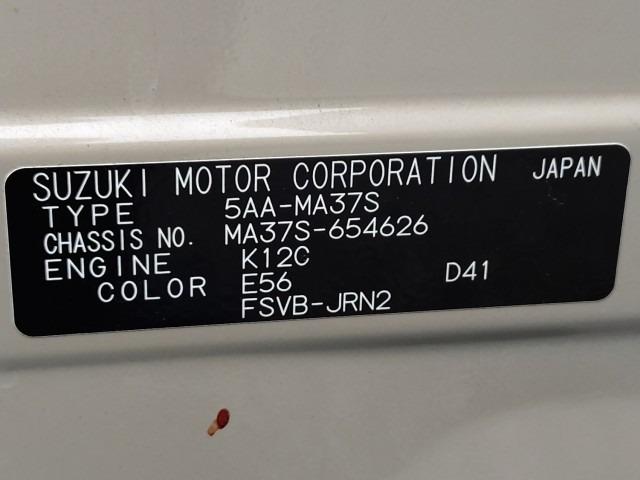 SUZUKI MOTOR CORPORATION JAPAN
TYPE 5AA-MA37S
CHASSIS NO. MA37S-654626
ENGINE K12C
COLOR E56 D41
FSVB-JRN2